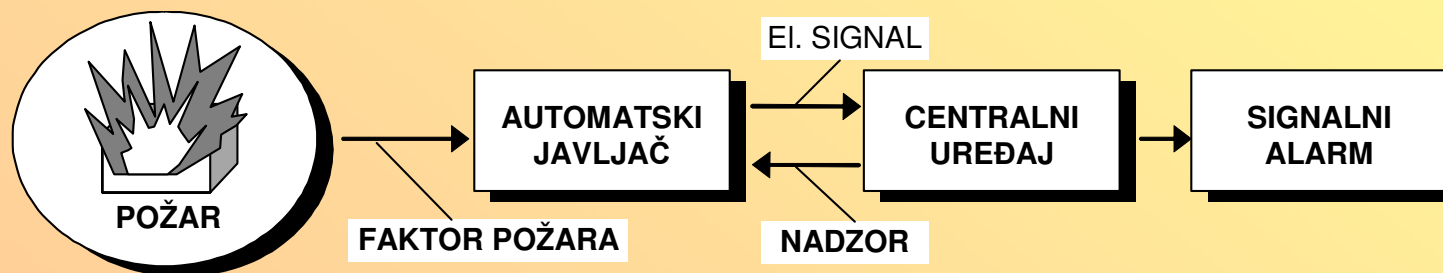 POŽAR
FAKTOR POŽARA
AUTOMATSKI
JAVLJAČ
El. SIGNAL
NADZOR
CENTRALNI
UREĐAJ
SIGNALNI
ALARM